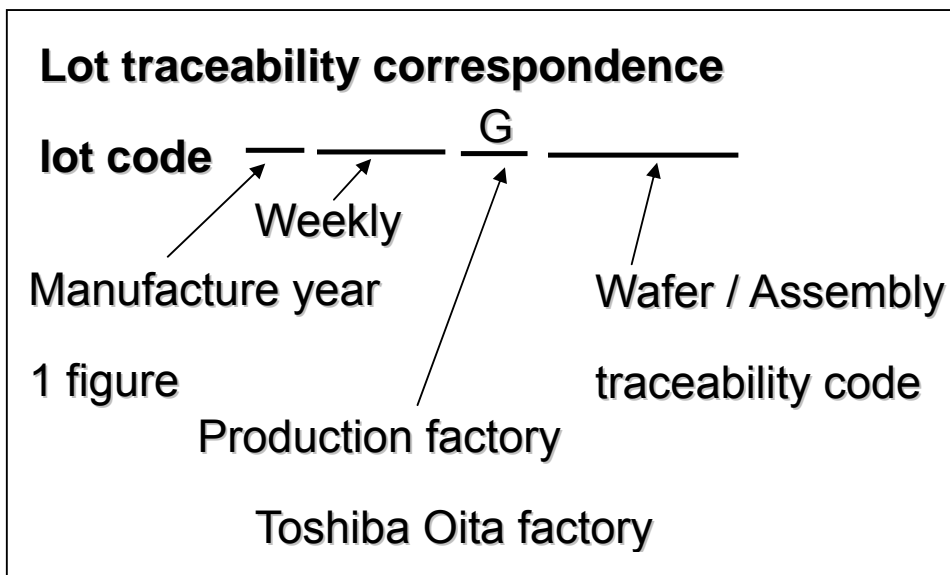 Lot traceability correspondence
G
lot code
Weekly
Manufacture year
1 figure
Wafer / Assembly
traceability code
Production factory
Toshiba Oita factory